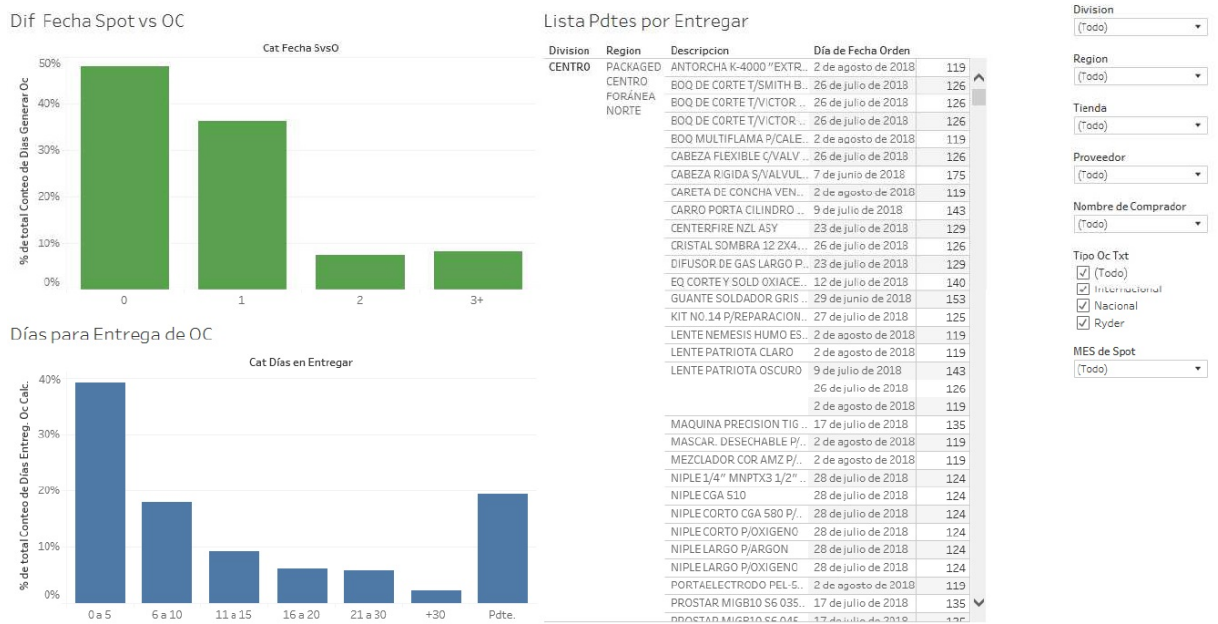 Dif Fecha Spot vs OC
Cat Fecha SvsO
% de total Conteo de Dias Generar Oc
50%
40%
30%
20%
10%
0%
0 1 2 3+
Días para Entrega de OC
Cat Días en Entregar
% de total Conteo de Días Entreg. Oc Calc.
40%
30%
20%
10%
0%
0 a 5 6 a 10 11 a 15 16 a 20 21 a 30 +30 Pdte.
Lista Pdtes por Entregar
Division Region Descripcion Día de Fecha Orden
CENTRO PACKAGED CENTRO FORÁNEA NORTE
ANTORCHA K-4000 "EXTR.. 2 de agosto de 2018 119
BOQ DE CORTE T/SMITH B.. 26 de julio de 2018 126
BOQ DE CORTE T/VICTOR .. 26 de julio de 2018 126
BOQ DE CORTE T/VICTOR .. 26 de julio de 2018 126
BOQ MULTIFLAMA P/CALE.. 2 de agosto de 2018 119
CABEZA FLEXIBLE C/VALV .. 26 de julio de 2018 126
CABEZA RIGIDA S/VALVUL.. 7 de junio de 2018 175
CARETA DE CONCHA VEN.. 2 de agosto de 2018 119
CARRO PORTA CILINDRO .. 9 de julio de 2018 143
CENTERFIRE NZL ASY 23 de julio de 2018 129
CRISTAL SOMBRA 12 2X4.. 26 de julio de 2018 126
DIFUSOR DE GAS LARGO P.. 23 de julio de 2018 129
EQ CORTE Y SOLD OXIACE.. 12 de julio de 2018 140
GUANTE SOLDADOR GRIS .. 29 de junio de 2018 153
KIT NO.14 P/REPARACION.. 27 de julio de 2018 125
LENTE NEMESIS HUMO ES.. 2 de agosto de 2018 119
LENTE PATRIOTA CLARO 2 de agosto de 2018 119
LENTE PATRIOTA OSCURO 9 de julio de 2018 143
26 de julio de 2018 126
2 de agosto de 2018 119
MAQUINA PRECISION TIG .. 17 de julio de 2018 135
MASCAR. DESECHABLE P/.. 2 de agosto de 2018 119
MEZCLADOR COR AMZ P/.. 2 de agosto de 2018 119
NIPLE 1/4" MNPTX3 1/2" .. 28 de julio de 2018 124
NIPLE CGA 510 28 de julio de 2018 124
NIPLE CORTO CGA 580 P/.. 28 de julio de 2018 124
NIPLE CORTO P/OXIGENO 28 de julio de 2018 124
NIPLE LARGO P/ARGON 28 de julio de 2018 124
NIPLE LARGO P/OXIGENO 28 de julio de 2018 124
PORTAELECTRODO PEL-5.. 2 de agosto de 2018 119
PROSTAR MIGB10 S6 035.. 17 de julio de 2018 135
PROSTAR MIGB10 S6 045.. 17 de julio de 2018 135
Division
(Todo)
Region
(Todo)
Tienda
(Todo)
Proveedor
(Todo)
Nombre de Comprador
(Todo)
Tipo Oc Txt
(Todo)
Internacional
Nacional
Ryder
MES de Spot
(Todo)